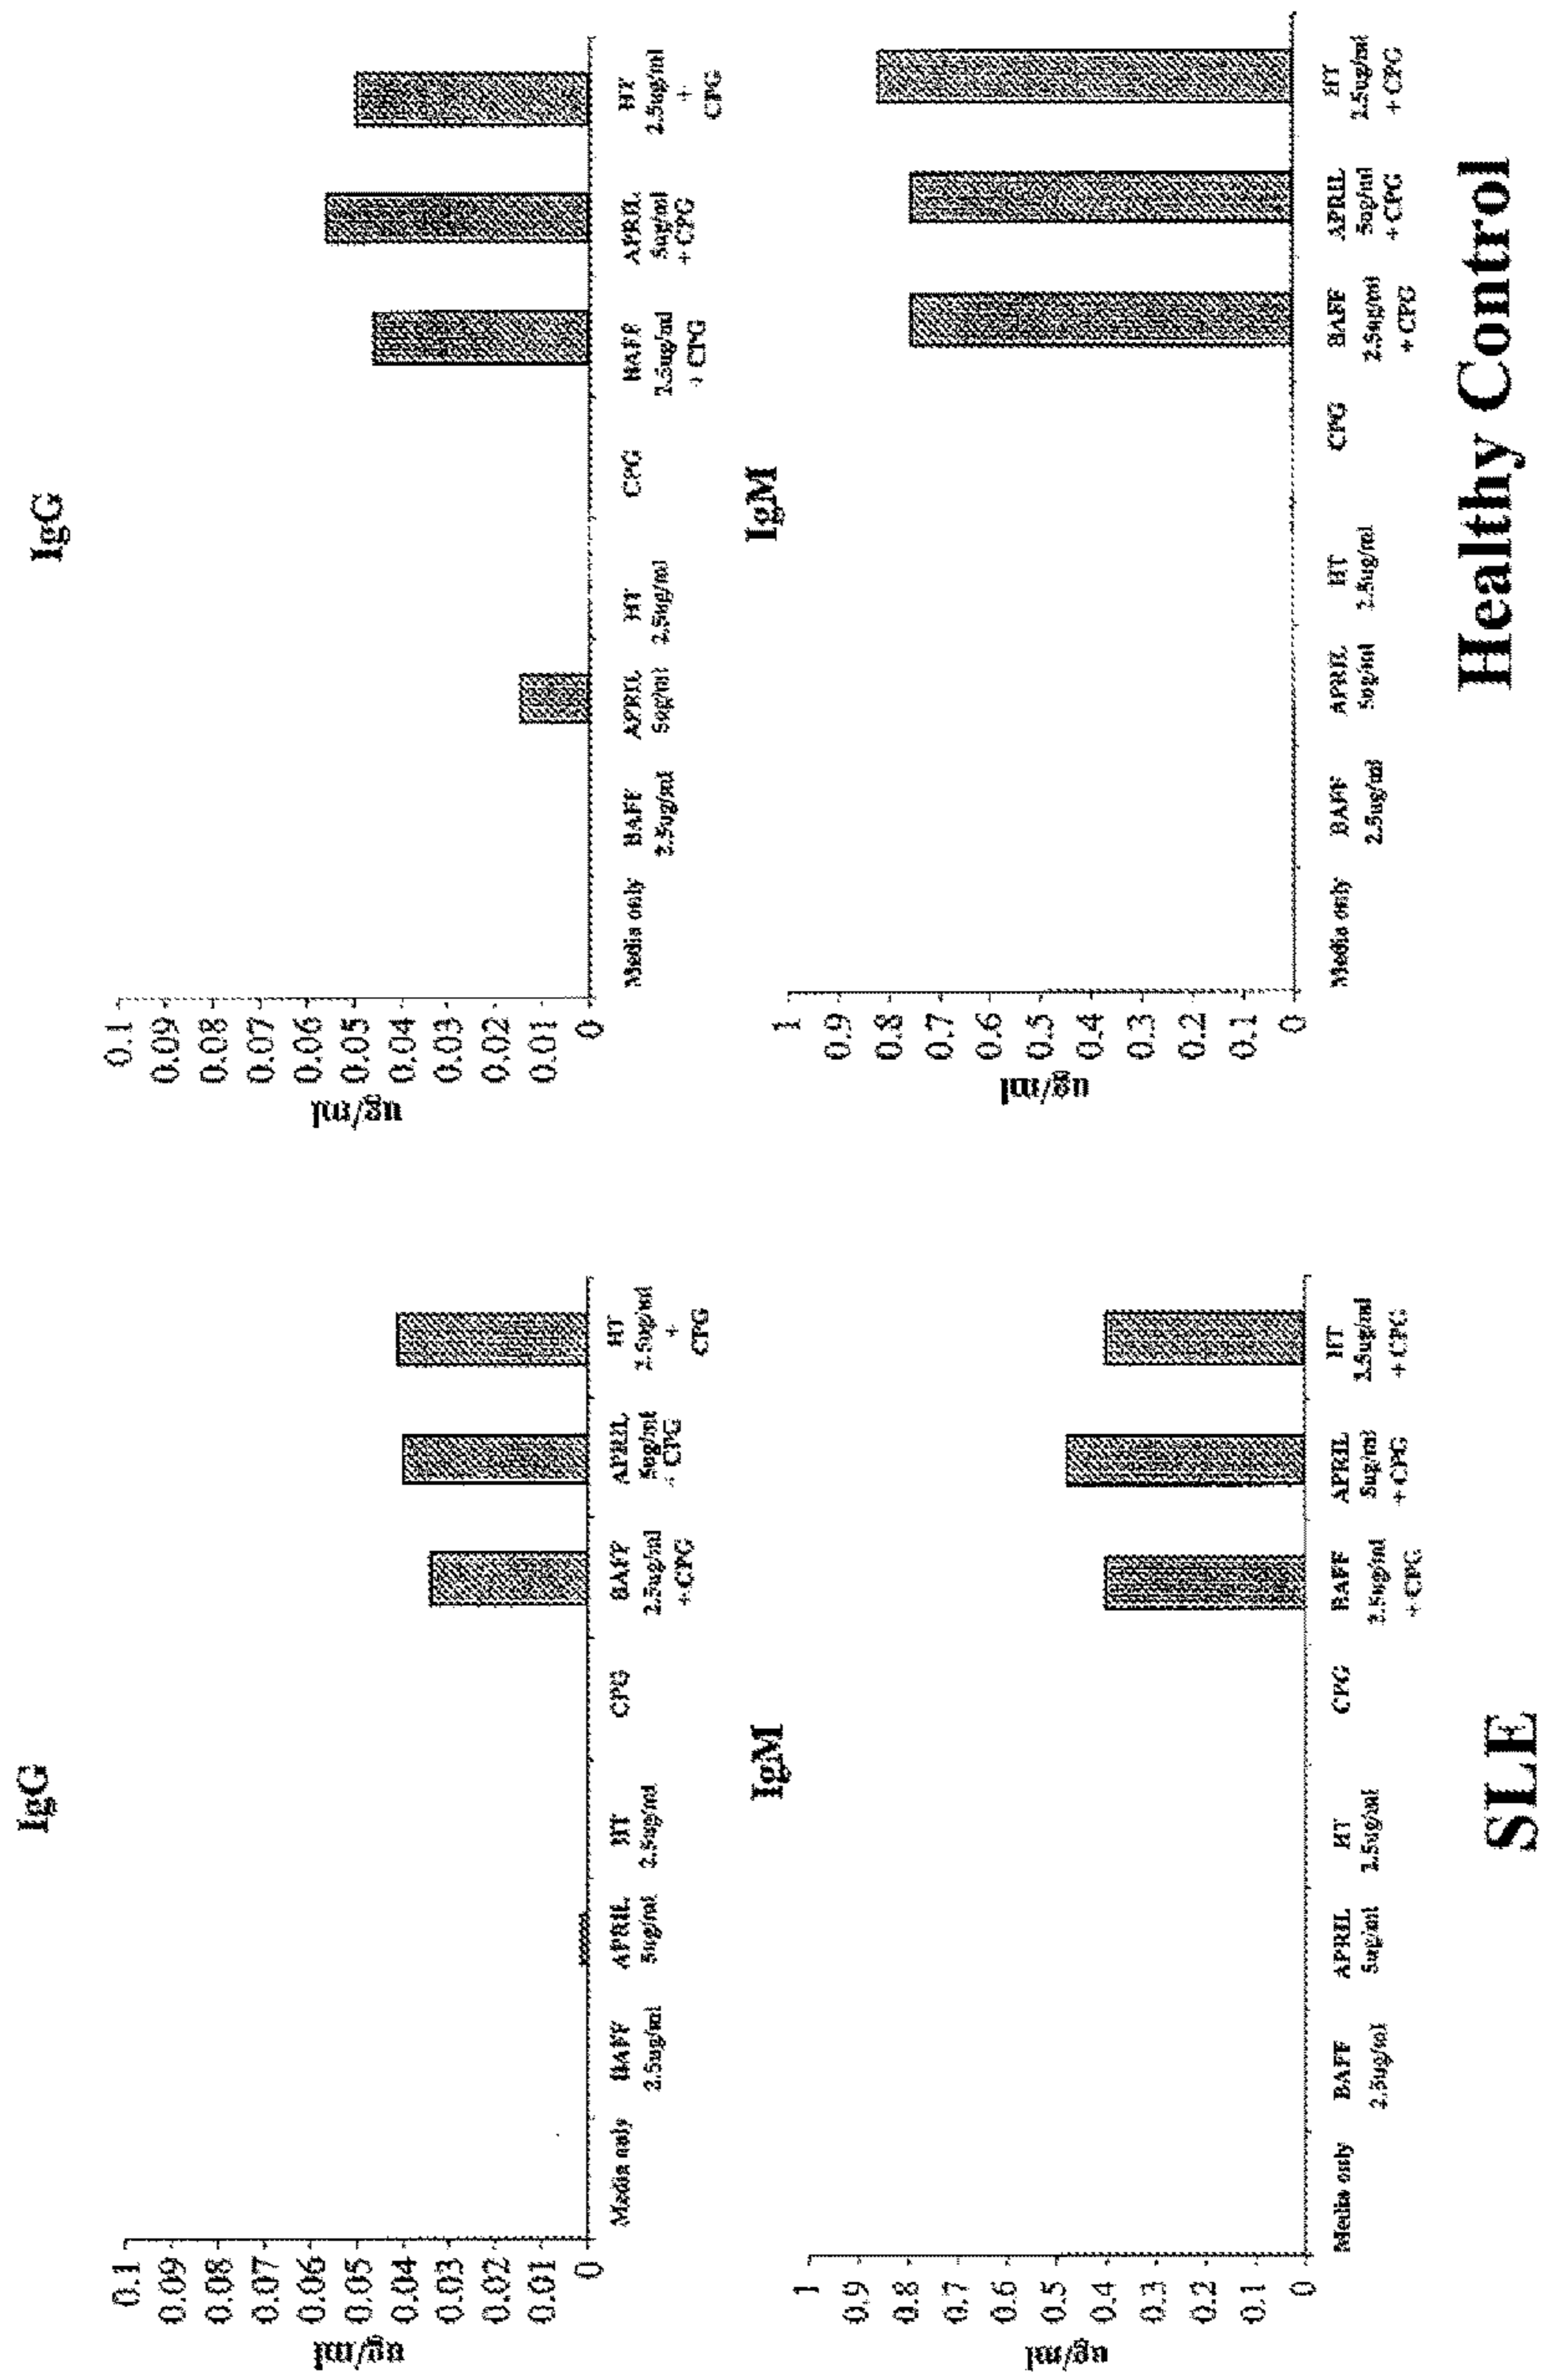 IgG
ug/ml
0.1
0.09
0.08
0.07
0.06
0.05
0.04
0.03
0.02
0.01
0
Media only
BAFF
2.5ug/ml
APRIL
5ug/ml
HT
2.5ug/ml
CPG
BAFF
2.5ug/ml
+ CPG
APRIL
5ug/ml
+ CPG
HT
2.5ug/ml
+
CPG
IgM
ug/ml
1
0.9
0.8
0.7
0.6
0.5
0.4
0.3
0.2
0.1
0
Media only
BAFF
2.5ug/ml
APRIL
5ug/ml
HT
2.5ug/ml
CPG
BAFF
2.5ug/ml
+ CPG
APRIL
5ug/ml
+ CPG
HT
2.5ug/ml
+ CPG
SLE
IgG
ug/ml
0.1
0.09
0.08
0.07
0.06
0.05
0.04
0.03
0.02
0.01
0
Media only
BAFF
2.5ug/ml
APRIL
5ug/ml
HT
2.5ug/ml
CPG
BAFF
2.5ug/ml
+ CPG
APRIL
5ug/ml
+ CPG
HT
2.5ug/ml
+
CPG
IgM
ug/ml
1
0.9
0.8
0.7
0.6
0.5
0.4
0.3
0.2
0.1
0
Media only
BAFF
2.5ug/ml
APRIL
5ug/ml
HT
2.5ug/ml
CPG
BAFF
2.5ug/ml
+ CPG
APRIL
5ug/ml
+ CPG
HT
2.5ug/ml
+ CPG
Healthy Control